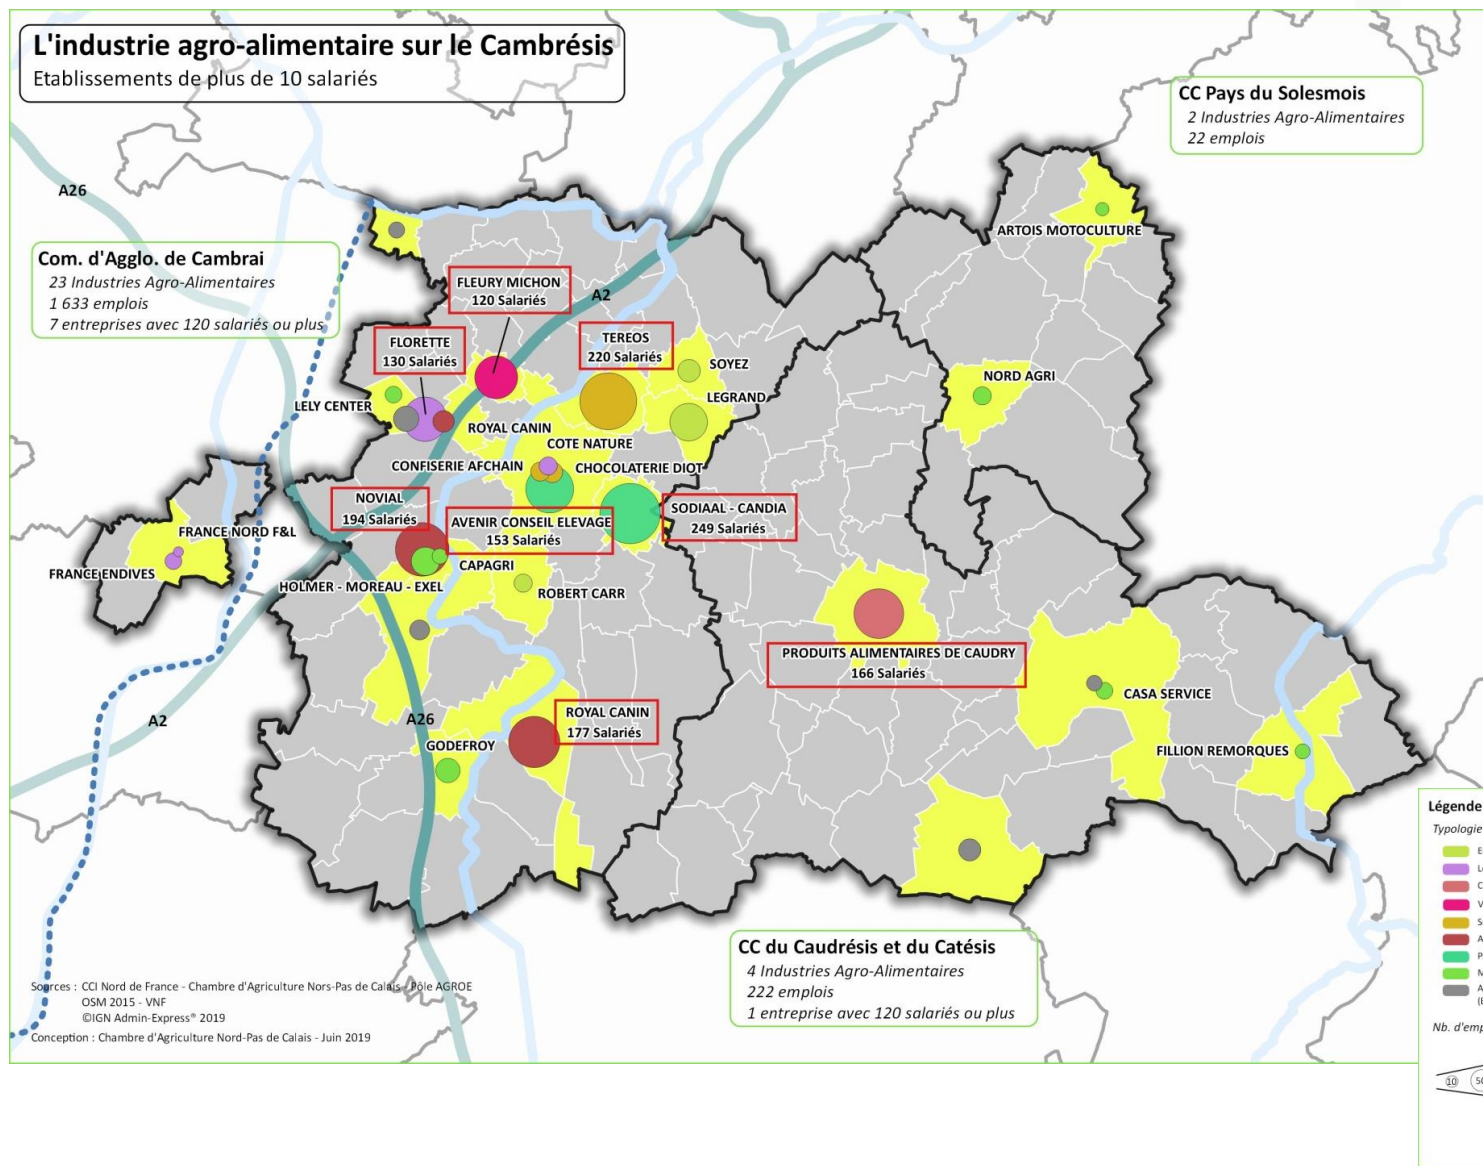 L'industrie agro-alimentaire sur le Cambrésis
Etablissements de plus de 10 salariés
CC Pays du Solesmois
2 Industries Agro-Alimentaires
22 emplois
A26
ARTOIS MOTOCULTURE
Com. d'Agglo. de Cambrai
23 Industries Agro-Alimentaires
1 633 emplois
7 entreprises avec 120 salariés ou plus
FLEURY MICHON
120 Salariés
A2
FLORETTE
130 Salariés
TEREOS
220 Salariés
SOYEZ
NORD AGRI
LELY CENTER
LEGRAND
ROYAL CANIN
COTE NATURE
CONFISERIE AFCHAIN
CHOCOLATERIE DIOT
NOVIAL
194 Salariés
AVENIR CONSEIL ELEVAGE
153 Salariés
SODIAAL - CANDIA
249 Salariés
FRANCE NORD F&L
FRANCE ENDIVES
CAPAGRI
HOLMER - MOREAU - EXEL
ROBERT CARR
PRODUITS ALIMENTAIRES DE CAUDRY
166 Salariés
CASA SERVICE
A2
A26
ROYAL CANIN
177 Salariés
GODEFROY
FILLION REMORQUES
CC du Caudrésis et du Catésis
4 Industries Agro-Alimentaires
222 emplois
1 entreprise avec 120 salariés ou plus
Sources : CCI Nord de France - Chambre d'Agriculture Nors-Pas de Calais - Pôle AGROE
OSM 2015 - VNF
©IGN Admin-Express® 2019
Conception : Chambre d'Agriculture Nord-Pas de Calais - Juin 2019
Légende
Typologie
Nb. d'emp
10